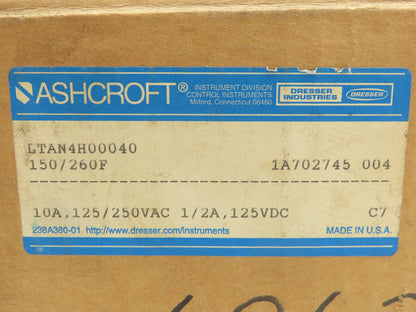 ASHCROFT®
INSTRUMENT DIVISION
CONTROL INSTRUMENTS
Milford, Connecticut 06460
DRESSER INDUSTRIES
DRESSER
LTAN4H00040
150/260F 1A702745 004
10A,125/250VAC 1/2A,125VDC C7
238A380-01 http://www.dresser.com/instruments MADE IN U.S.A.